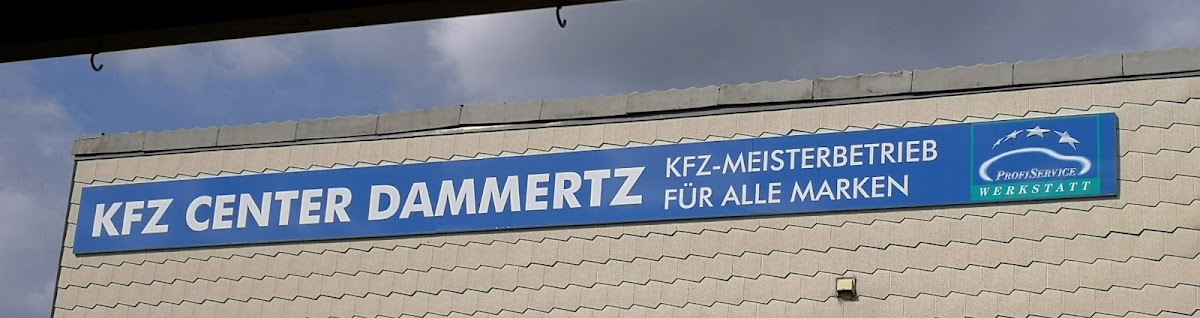 KFZ CENTER DAMMERTZ
KFZ-MEISTERBETRIEB
FÜR ALLE MARKEN
PROFISERVICE
WERKSTATT